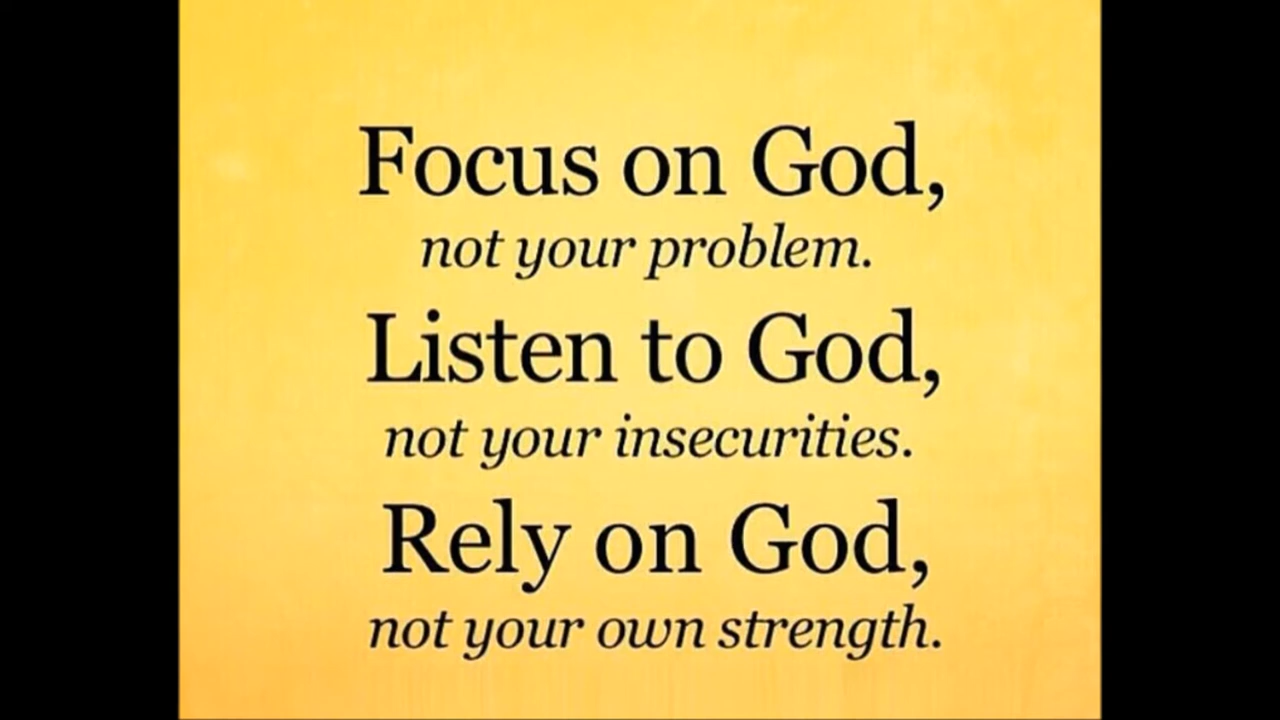 Focus on God,
not your problem.
Listen to God,
not your insecurities.
Rely on God,
not your own strength.